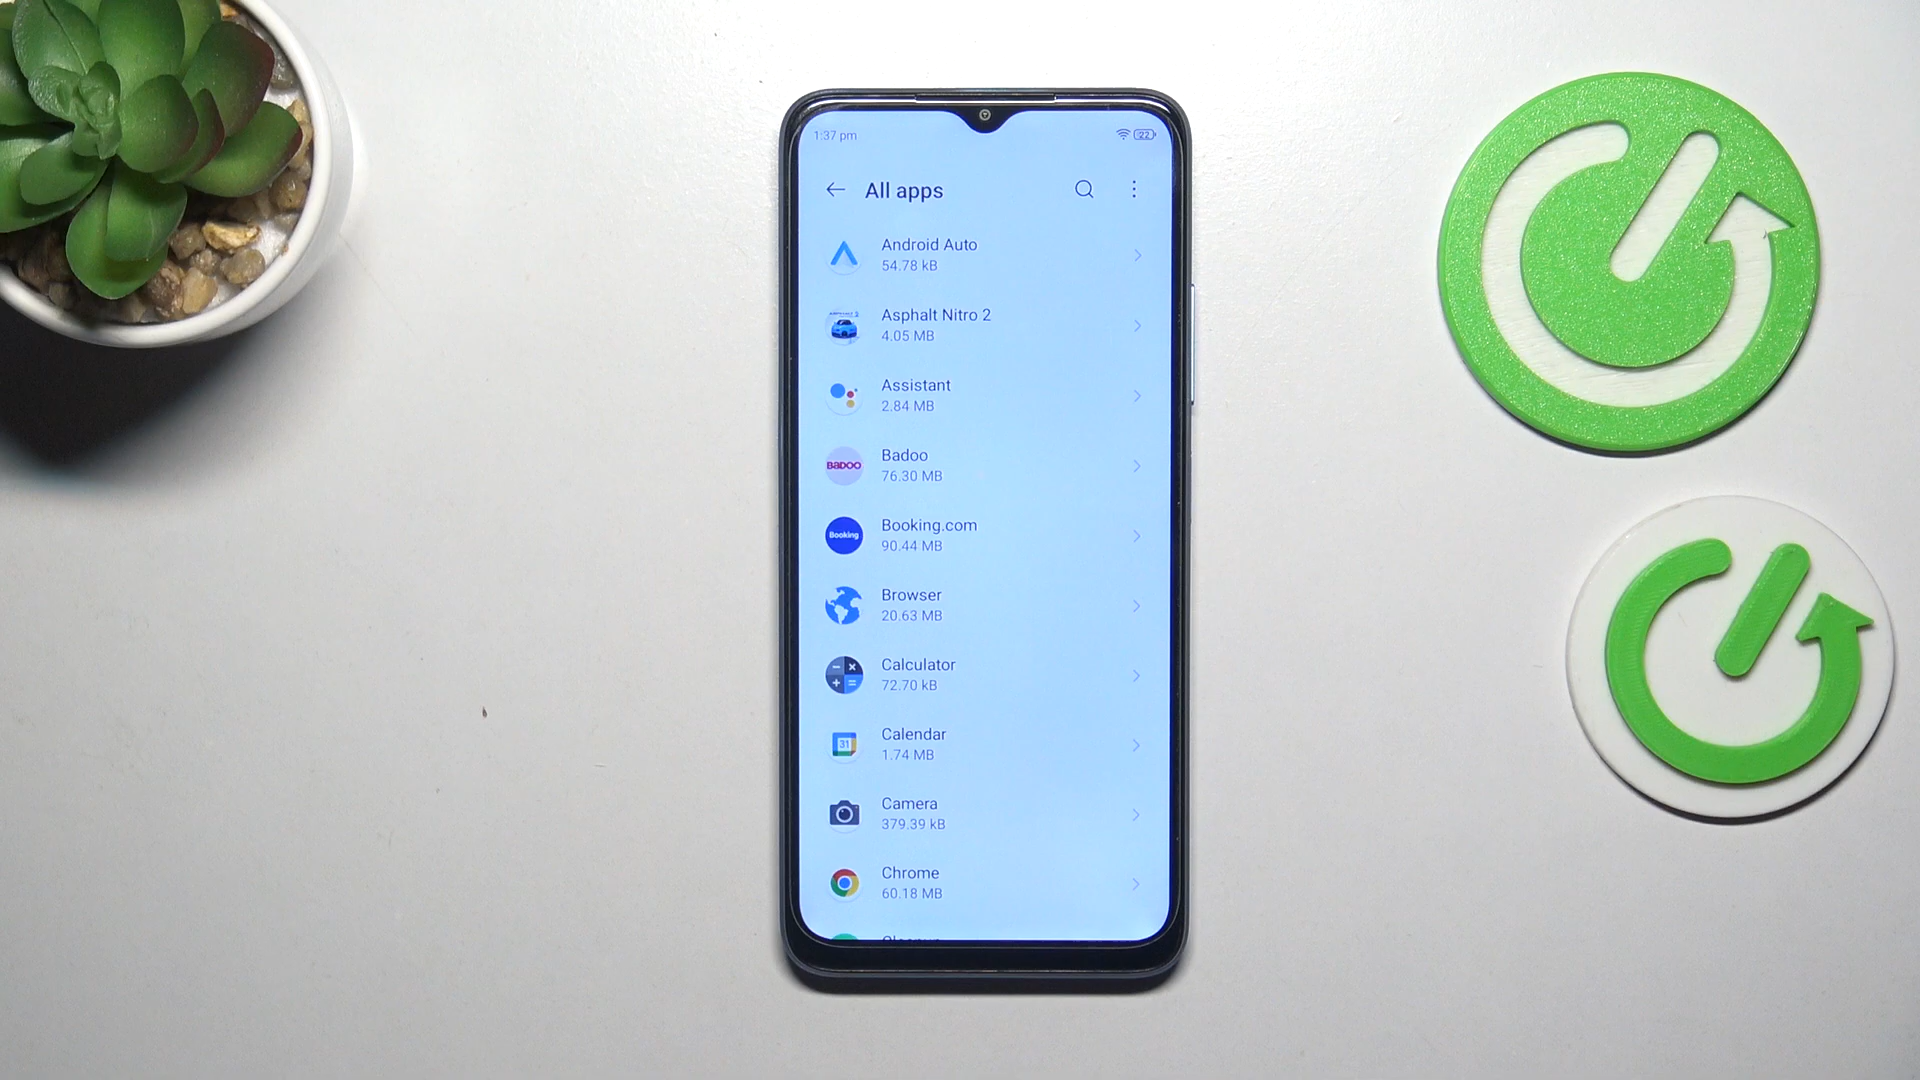 1:37 pm
22
All apps
Android Auto
54.78 kB
Asphalt Nitro 2
4.05 MB
Assistant
2.84 MB
BADOO
Badoo
76.30 MB
Booking
Booking.com
90.44 MB
Browser
20.63 MB
Calculator
72.70 kB
31
Calendar
1.74 MB
Camera
379.39 kB
Chrome
60.18 MB